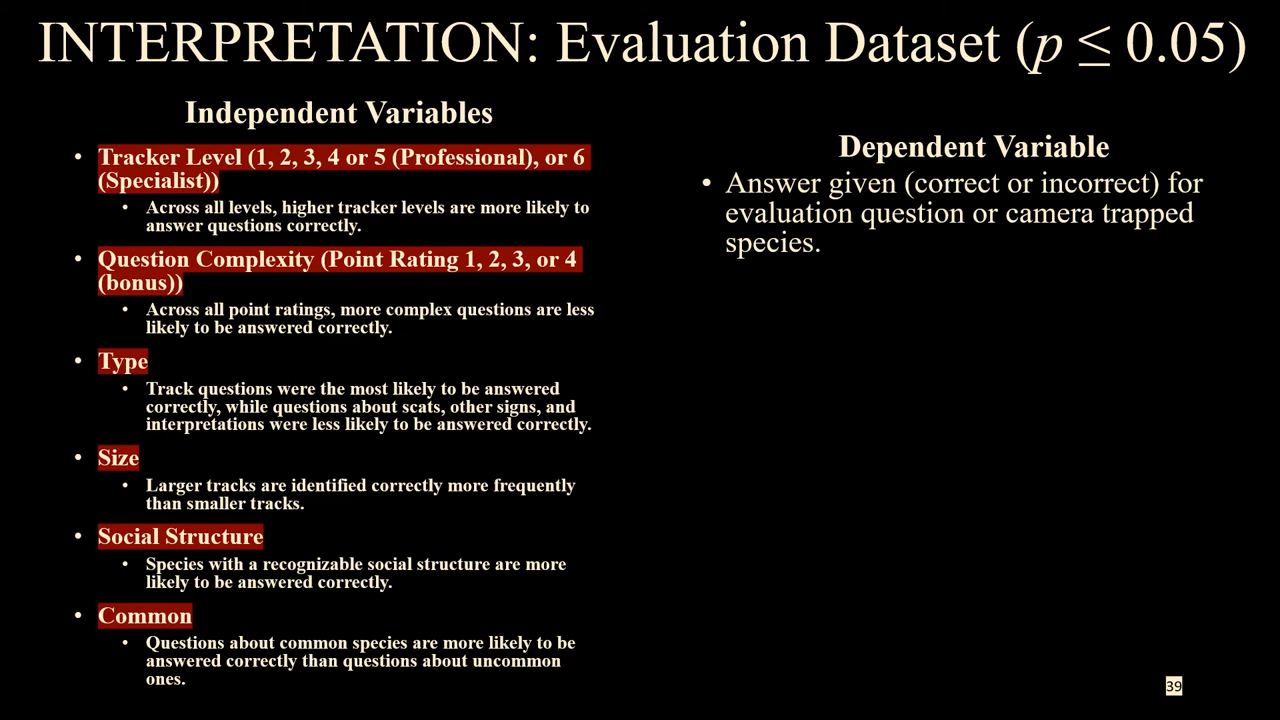 INTERPRETATION: Evaluation Dataset (p ≤ 0.05)
Independent Variables
• Tracker Level (1, 2, 3, 4 or 5 (Professional), or 6
(Specialist))
• Across all levels, higher tracker levels are more likely to
answer questions correctly.
• Question Complexity (Point Rating 1, 2, 3, or 4
(bonus))
• Across all point ratings, more complex questions are less
likely to be answered correctly.
• Type
• Track questions were the most likely to be answered
correctly, while questions about scats, other signs, and
interpretations were less likely to be answered correctly.
• Size
• Larger tracks are identified correctly more frequently
than smaller tracks.
• Social Structure
• Species with a recognizable social structure are more
likely to be answered correctly.
• Common
• Questions about common species are more likely to be
answered correctly than questions about uncommon
ones.
Dependent Variable
• Answer given (correct or incorrect) for
evaluation question or camera trapped
species.
39